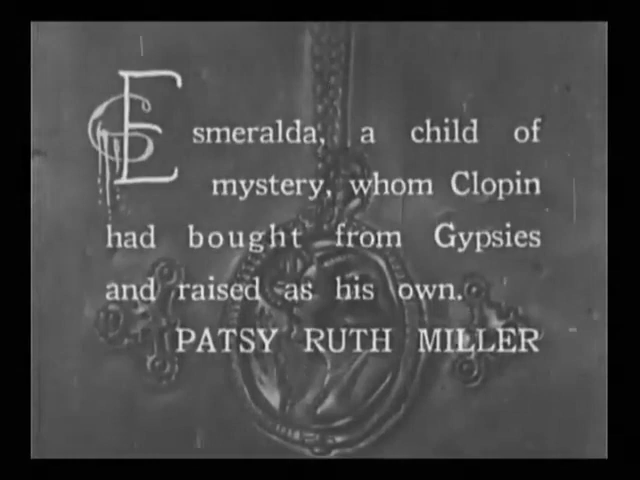 Esmeralda, a child of
mystery, whom Clopin
had bought from Gypsies
and raised as his own.
PATSY RUTH MILLER